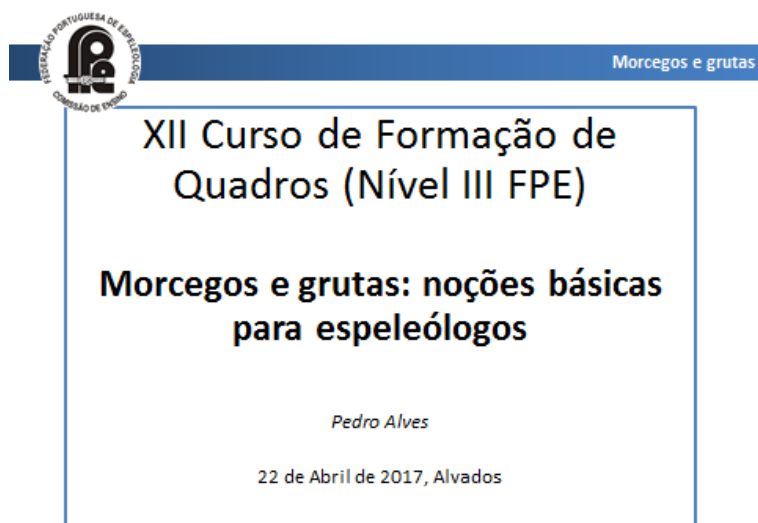 FEDERAÇÃO PORTUGUESA DE ESPELEOLOGIA
COMISSÃO DE ENSINO
Morcegos e grutas
XII Curso de Formação de
Quadros (Nível III FPE)
Morcegos e grutas: noções básicas
para espeleólogos
Pedro Alves
22 de Abril de 2017, Alvados